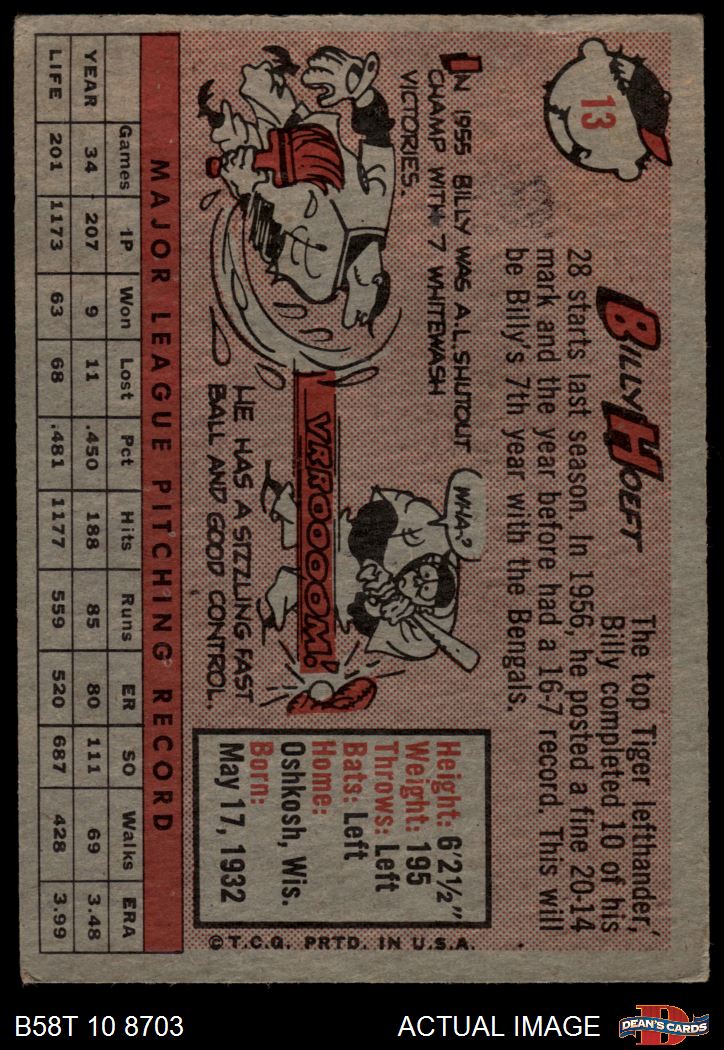 13
BILLY HOEFT
The top Tiger lefthander,
Billy completed 10 of his
28 starts last season. In 1956, he posted a fine 20-14
mark and the year before had a 16-7 record. This will
be Billy's 7th year with the Bengals.
IN 1955 BILLY WAS A.L. SHUTOUT
CHAMP WITH 7 WHITEWASH
VICTORIES.
WHA?
VRROOOOM!
HE HAS A SIZZLING FAST
BALL AND GOOD CONTROL.
Height: 6'2½"
Weight: 195
Throws: Left
Bats: Left
Home:
Oshkosh, Wis.
Born:
May 17, 1932
© T.C.G. PRTD. IN U.S.A.
MAJOR LEAGUE PITCHING RECORD
Games IP Won Lost Pct Hits Runs ER SO Walks ERA
YEAR 34 207 9 11 .450 188 85 80 111 69 3.48
LIFE 201 1173 63 68 .481 1177 559 520 687 428 3.99
B58T 10 8703 ACTUAL IMAGE
D
DEAN'S CARDS